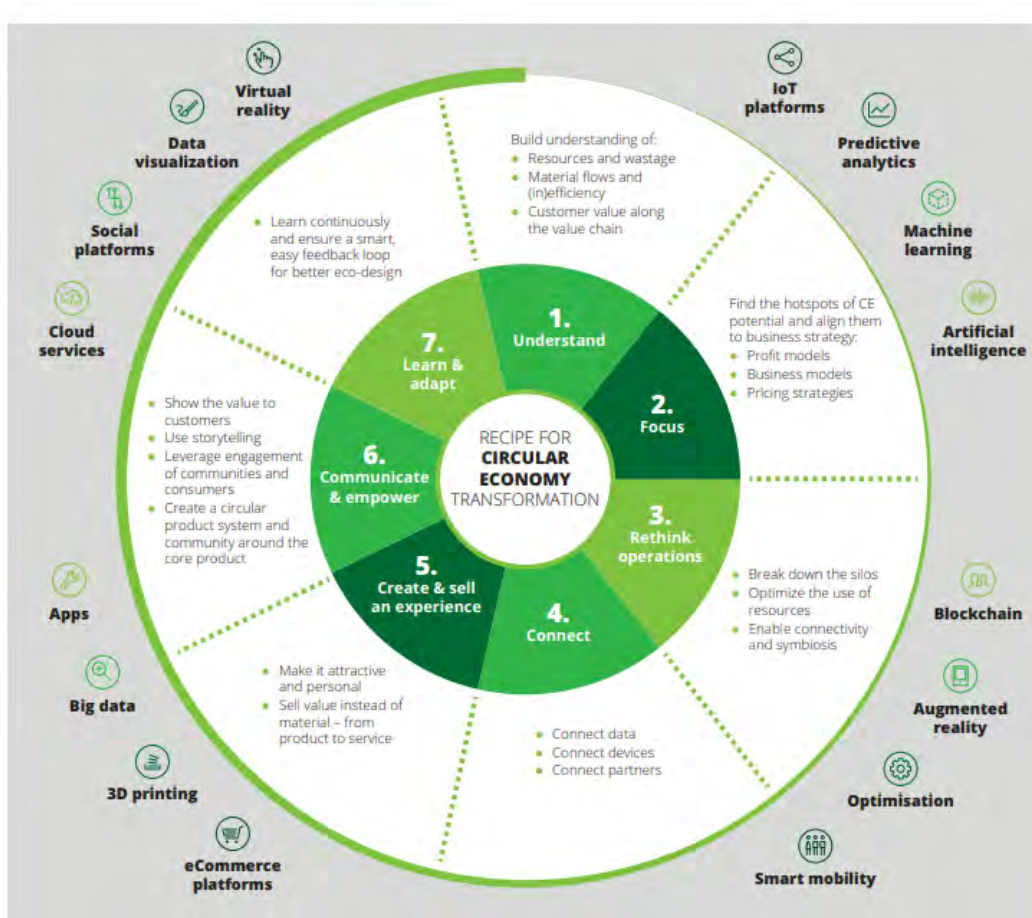 RECIPE FOR
CIRCULAR
ECONOMY
TRANSFORMATION
1.
Understand
Build understanding of:
Resources and wastage
Material flows and
(in)efficiency
Customer value along
the value chain
2.
Focus
Find the hotspots of CE
potential and align them
to business strategy:
Profit models
Business models
Pricing strategies
3.
Rethink
operations
Break down the silos
Optimize the use of
resources
Enable connectivity
and symbiosis
4.
Connect
Connect data
Connect devices
Connect partners
5.
Create & sell
an experience
Make it attractive
and personal
Sell value instead of
material – from
product to service
6.
Communicate
& empower
Show the value to
customers
Use storytelling
Leverage engagement
of communities and
consumers
Create a circular
product system and
community around the
core product
7.
Learn &
adapt
Learn continuously
and ensure a smart,
easy feedback loop
for better eco-design
IoT
platforms
Predictive
analytics
Machine
learning
Artificial
intelligence
Blockchain
Augmented
reality
Optimisation
Smart mobility
eCommerce
platforms
3D printing
Big data
Apps
Cloud
services
Social
platforms
Data
visualization
Virtual
reality